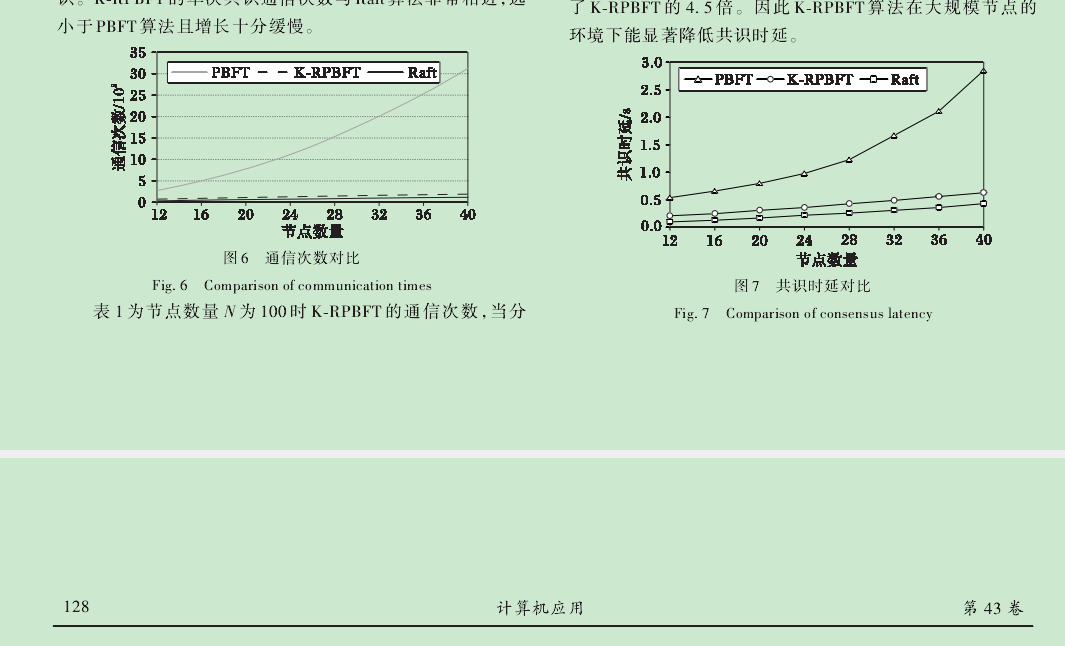 识。K-RPBFT的单次共识通信次数与Raft算法非常相近,远
小于PBFT算法且增长十分缓慢。
35
30
25
20
15
10
5
0
通信次数/10²
PBFT K-RPBFT Raft
12 16 20 24 28 32 36 40
节点数量
图6 通信次数对比
Fig. 6 Comparison of communication times
表1为节点数量N为100时K-RPBFT的通信次数,当分
了K-RPBFT的4.5倍。因此K-RPBFT算法在大规模节点的
环境下能显著降低共识时延。
3.0
2.5
2.0
1.5
1.0
0.5
0.0
共识时延/s
PBFT K-RPBFT Raft
12 16 20 24 28 32 36 40
节点数量
图7 共识时延对比
Fig. 7 Comparison of consensus latency
128 计算机应用 第43卷